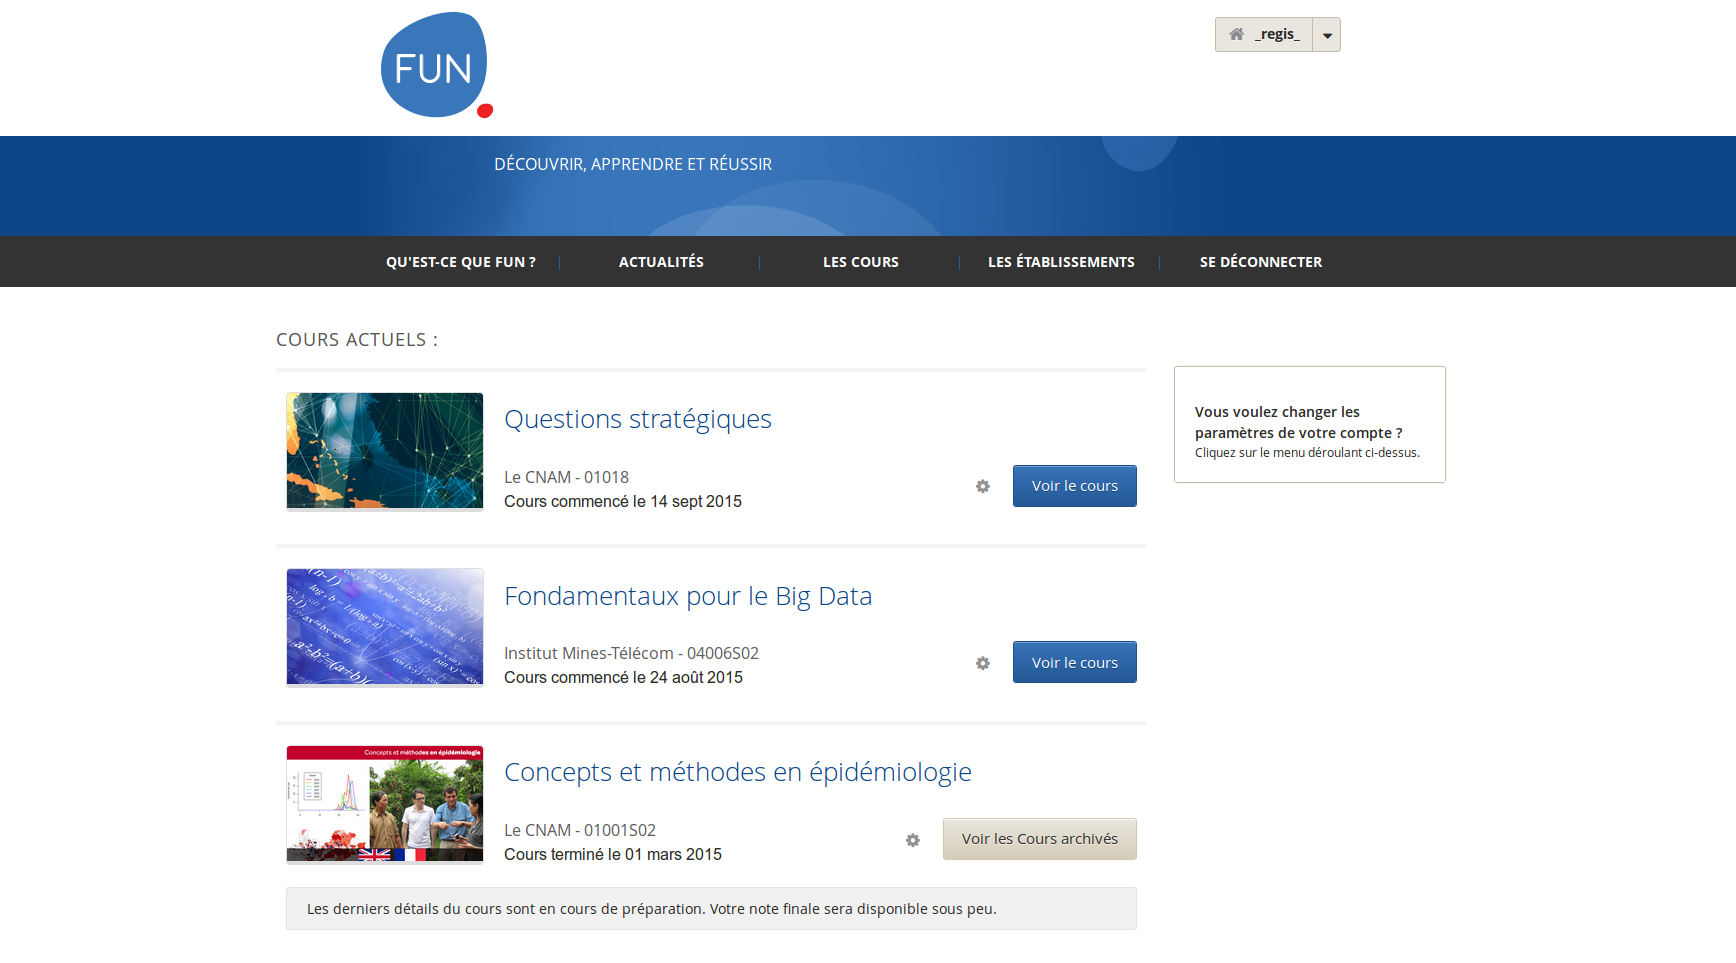 FUN
_regis_
DÉCOUVRIR, APPRENDRE ET RÉUSSIR
QU'EST-CE QUE FUN ?
ACTUALITÉS
LES COURS
LES ÉTABLISSEMENTS
SE DÉCONNECTER
COURS ACTUELS :
Questions stratégiques
Le CNAM - 01018
Cours commencé le 14 sept 2015
Voir le cours
Vous voulez changer les
paramètres de votre compte ?
Cliquez sur le menu déroulant ci-dessus.
Fondamentaux pour le Big Data
Institut Mines-Télécom - 04006S02
Cours commencé le 24 août 2015
Voir le cours
Concepts et méthodes en épidémiologie
Concepts et méthodes en épidémiologie
Le CNAM - 01001S02
Cours terminé le 01 mars 2015
Voir les Cours archivés
Les derniers détails du cours sont en cours de préparation. Votre note finale sera disponible sous peu.